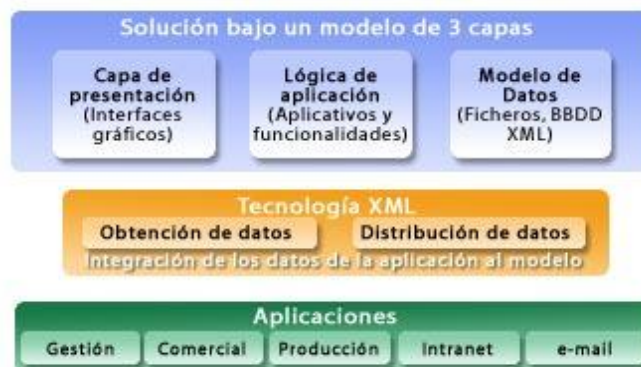 Solución bajo un modelo de 3 capas
Capa de
presentación
(Interfaces
gráficos)
Lógica de
aplicación
(Aplicativos y
funcionalidades)
Modelo de
Datos
(Ficheros, BBDD
XML)
Tecnología XML
Obtención de datos
Distribución de datos
Integración de los datos de la aplicación al modelo
Aplicaciones
Gestión
Comercial
Producción
Intranet
e-mail